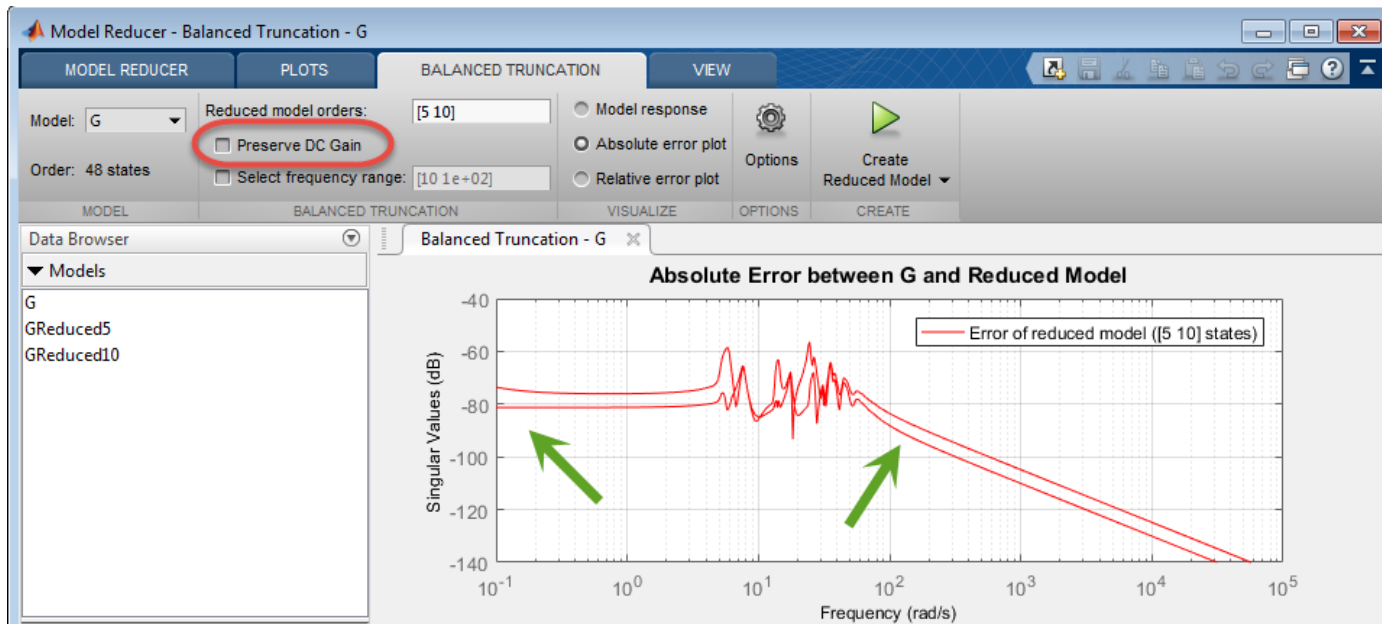 Model Reducer - Balanced Truncation - G
MODEL REDUCER PLOTS BALANCED TRUNCATION VIEW
Model: G
Order: 48 states
MODEL
Reduced model orders: [5 10]
Preserve DC Gain
Select frequency range: [10 1e+02]
BALANCED TRUNCATION
Model response
Absolute error plot
Relative error plot
VISUALIZE
Options
OPTIONS
Create
Reduced Model
CREATE
Data Browser
Models
G
GReduced5
GReduced10
Balanced Truncation - G
Absolute Error between G and Reduced Model
Error of reduced model ([5 10] states)
Singular Values (dB)
-40
-60
-80
-100
-120
-140
10^-1 10^0 10^1 10^2 10^3 10^4 10^5
Frequency (rad/s)